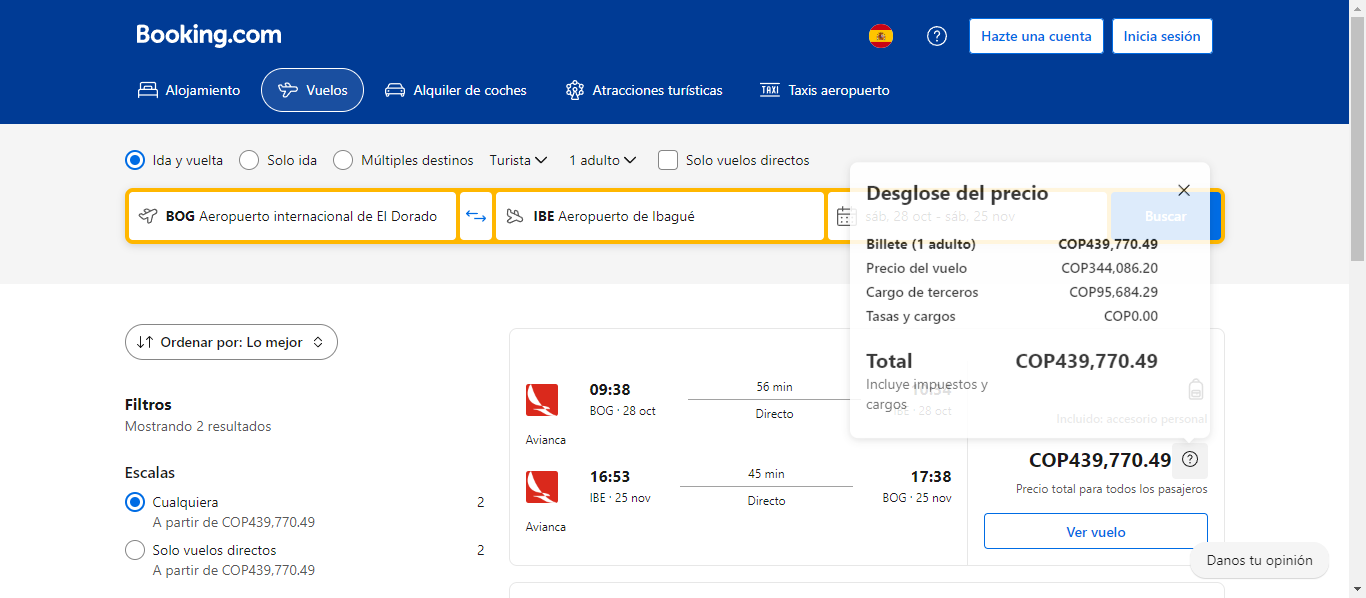 Booking.com
Hazte una cuenta
Inicia sesión
Alojamiento
Vuelos
Alquiler de coches
Atracciones turísticas
TAXI Taxis aeropuerto
Ida y vuelta
Solo ida
Múltiples destinos
Turista
1 adulto
Solo vuelos directos
BOG Aeropuerto internacional de El Dorado
IBE Aeropuerto de Ibagué
sáb. 28 oct - sáb. 25 nov
Buscar
Desglose del precio
Billete (1 adulto) COP439,770.49
Precio del vuelo COP344,086.20
Cargo de terceros COP95,684.29
Tasas y cargos COP0.00
Total COP439,770.49
Incluye impuestos y
cargos
Ordenar por: Lo mejor
Filtros
Mostrando 2 resultados
Escalas
Cualquiera 2
A partir de COP439,770.49
Solo vuelos directos 2
A partir de COP439,770.49
09:38
BOG · 28 oct
56 min
Directo
10:34
IBE · 28 oct
Avianca
16:53
IBE · 25 nov
45 min
Directo
17:38
BOG · 25 nov
Avianca
Incluido: accesorio personal
COP439,770.49
Precio total para todos los pasajeros
Ver vuelo
Danos tu opinión